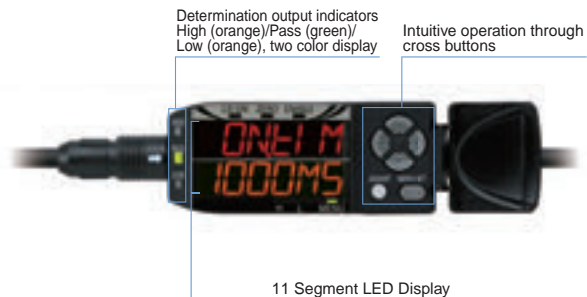 Determination output indicators
High (orange)/Pass (green)/
Low (orange), two color display
Intuitive operation through
cross buttons
ONtIM
1000MS
11 Segment LED Display